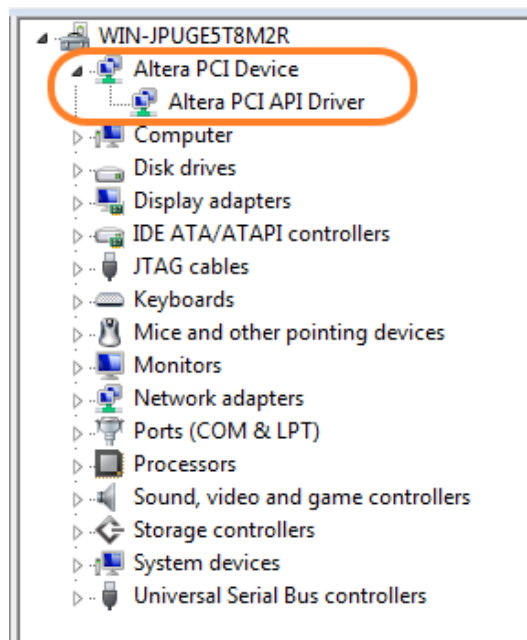 WIN-JPUGE5T8M2R
Altera PCI Device
Altera PCI API Driver
Computer
Disk drives
Display adapters
IDE ATA/ATAPI controllers
JTAG cables
Keyboards
Mice and other pointing devices
Monitors
Network adapters
Ports (COM & LPT)
Processors
Sound, video and game controllers
Storage controllers
System devices
Universal Serial Bus controllers